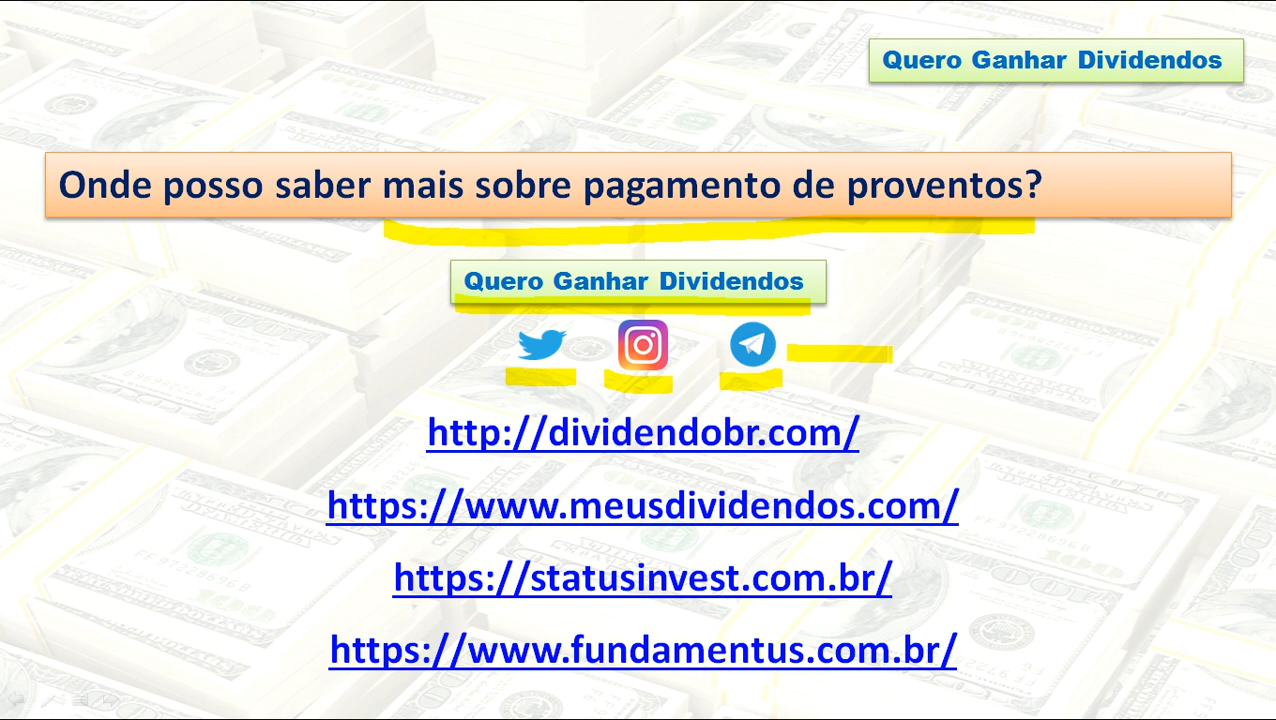 Quero Ganhar Dividendos
Onde posso saber mais sobre pagamento de proventos?
Quero Ganhar Dividendos
http://dividendobr.com/
https://www.meusdividendos.com/
https://statusinvest.com.br/
https://www.fundamentus.com.br/